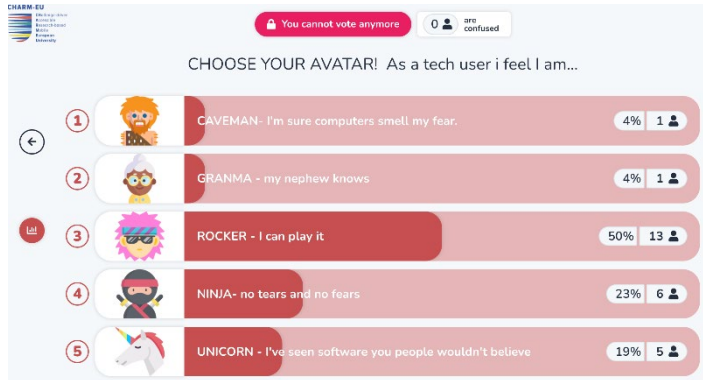 CHARM-EU
University
You cannot vote anymore
0 are confused
CHOOSE YOUR AVATAR! As a tech user i feel I am...
1 CAVEMAN- I'm sure computers smell my fear. 4% 1
2 GRANMA - my nephew knows 4% 1
3 ROCKER - I can play it 50% 13
4 NINJA- no tears and no fears 23% 6
5 UNICORN - I've seen software you people wouldn't believe 19% 5